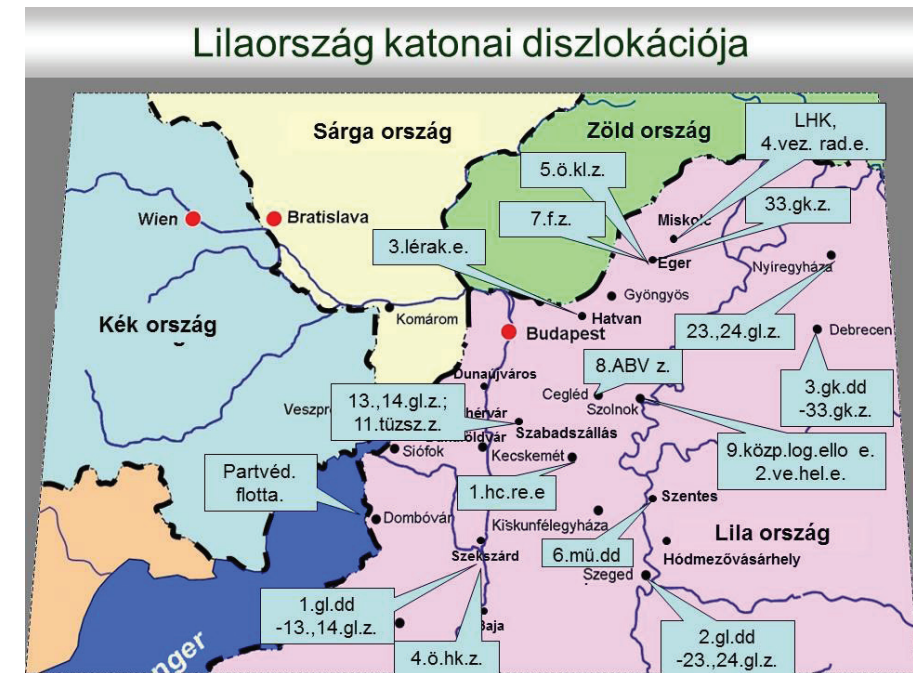 Lilaország katonai diszlokációja
Sárga ország
Zöld ország
LHK,
4.vez. rad.e.
5.ö.kl.z.
33.gk.z.
7.f.z.
Wien
Bratislava
Miskolc
3.lérak.e.
Eger
Nyíregyháza
Gyöngyös
Komárom
Hatvan
Kék ország
Budapest
23.,24.gl.z.
Debrecen
8.ABV z.
Dunaújváros
13.,14.gl.z.;
11.tüzsz.z.
Cegléd
Szolnok
3.gk.dd
-33.gk.z.
Szabadszállás
Siófok
Kecskemét
9.közp.log.ello e.
2.ve.hel.e.
Partvéd.
flotta.
1.hc.re.e
Szentes
Dombóvár
Kiskunfélegyháza
Lila ország
6.mü.dd
Hódmezővásárhely
Szekszárd
Szeged
1.gl.dd
-13.,14.gl.z.
Baja
4.ö.hk.z.
2.gl.dd
-23.,24.gl.z.